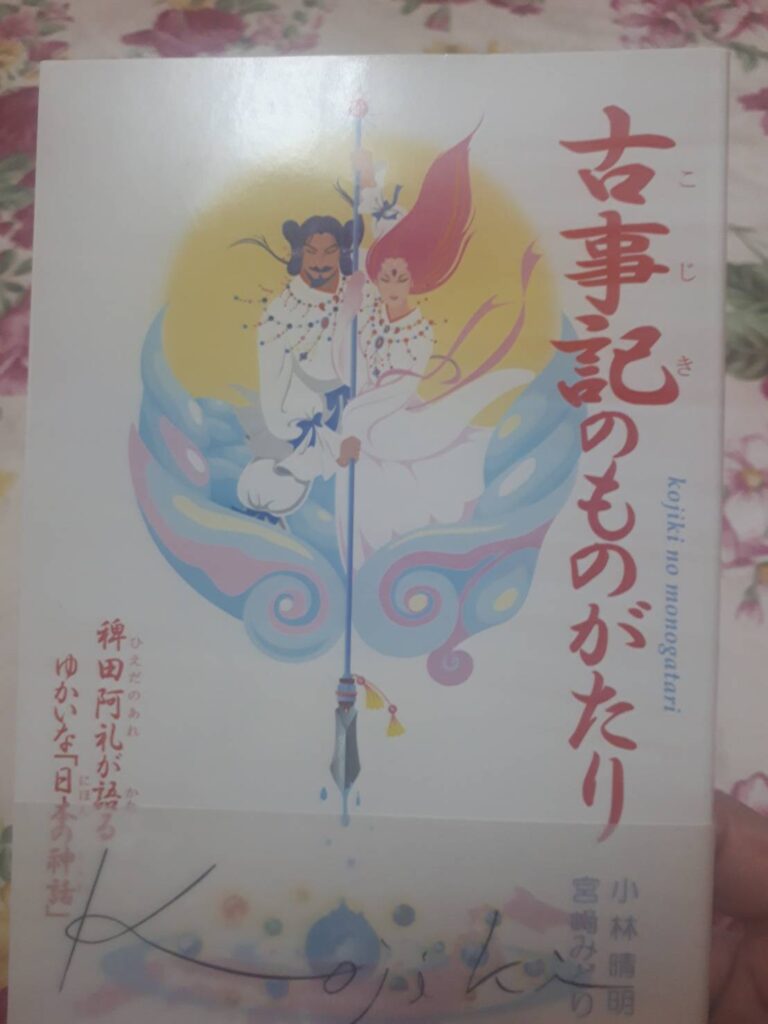 古事記のものがたり
こじき
kojiki no monogatari
稗田阿礼が語る
ひえだのあれ かた
ゆかいな「日本の神話」
にほん
小林晴明
宮崎みどり
Kojiki